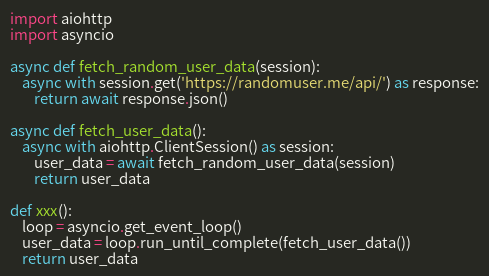 import aiohttp
import asyncio

async def fetch_random_user_data(session):
    async with session.get('https://randomuser.me/api/') as response:
        return await response.json()

async def fetch_user_data():
    async with aiohttp.ClientSession() as session:
        user_data = await fetch_random_user_data(session)
        return user_data

def xxx():
    loop = asyncio.get_event_loop()
    user_data = loop.run_until_complete(fetch_user_data())
    return user_data